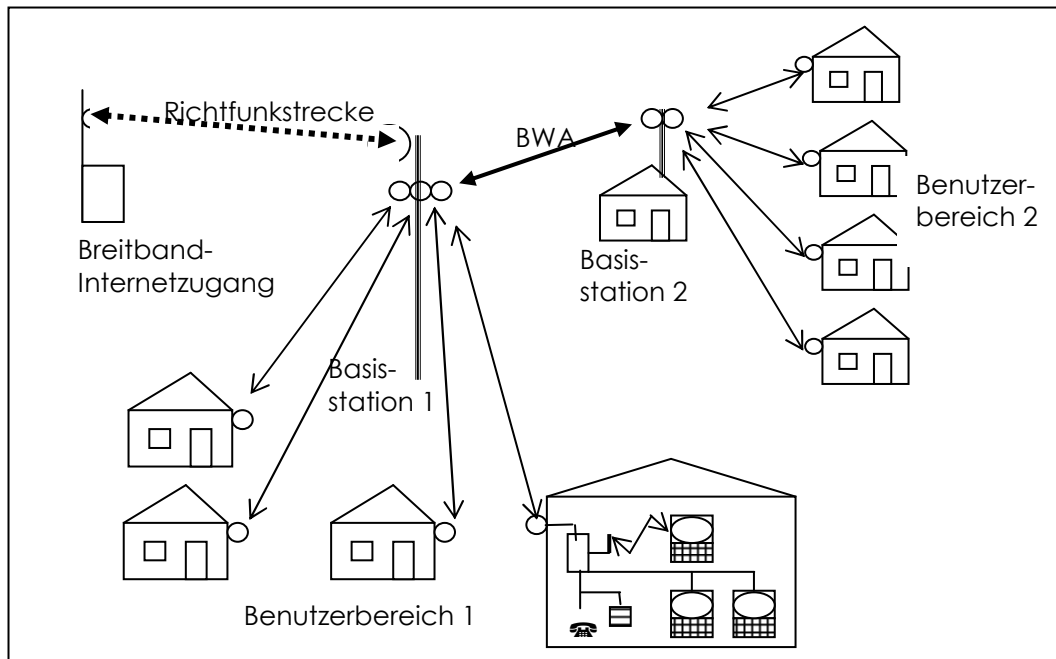 Richtfunkstrecke
BWA
Benutzer-
bereich 2
Breitband-
Internetzugang
Basis-
station 2
Basis-
station 1
Benutzerbereich 1